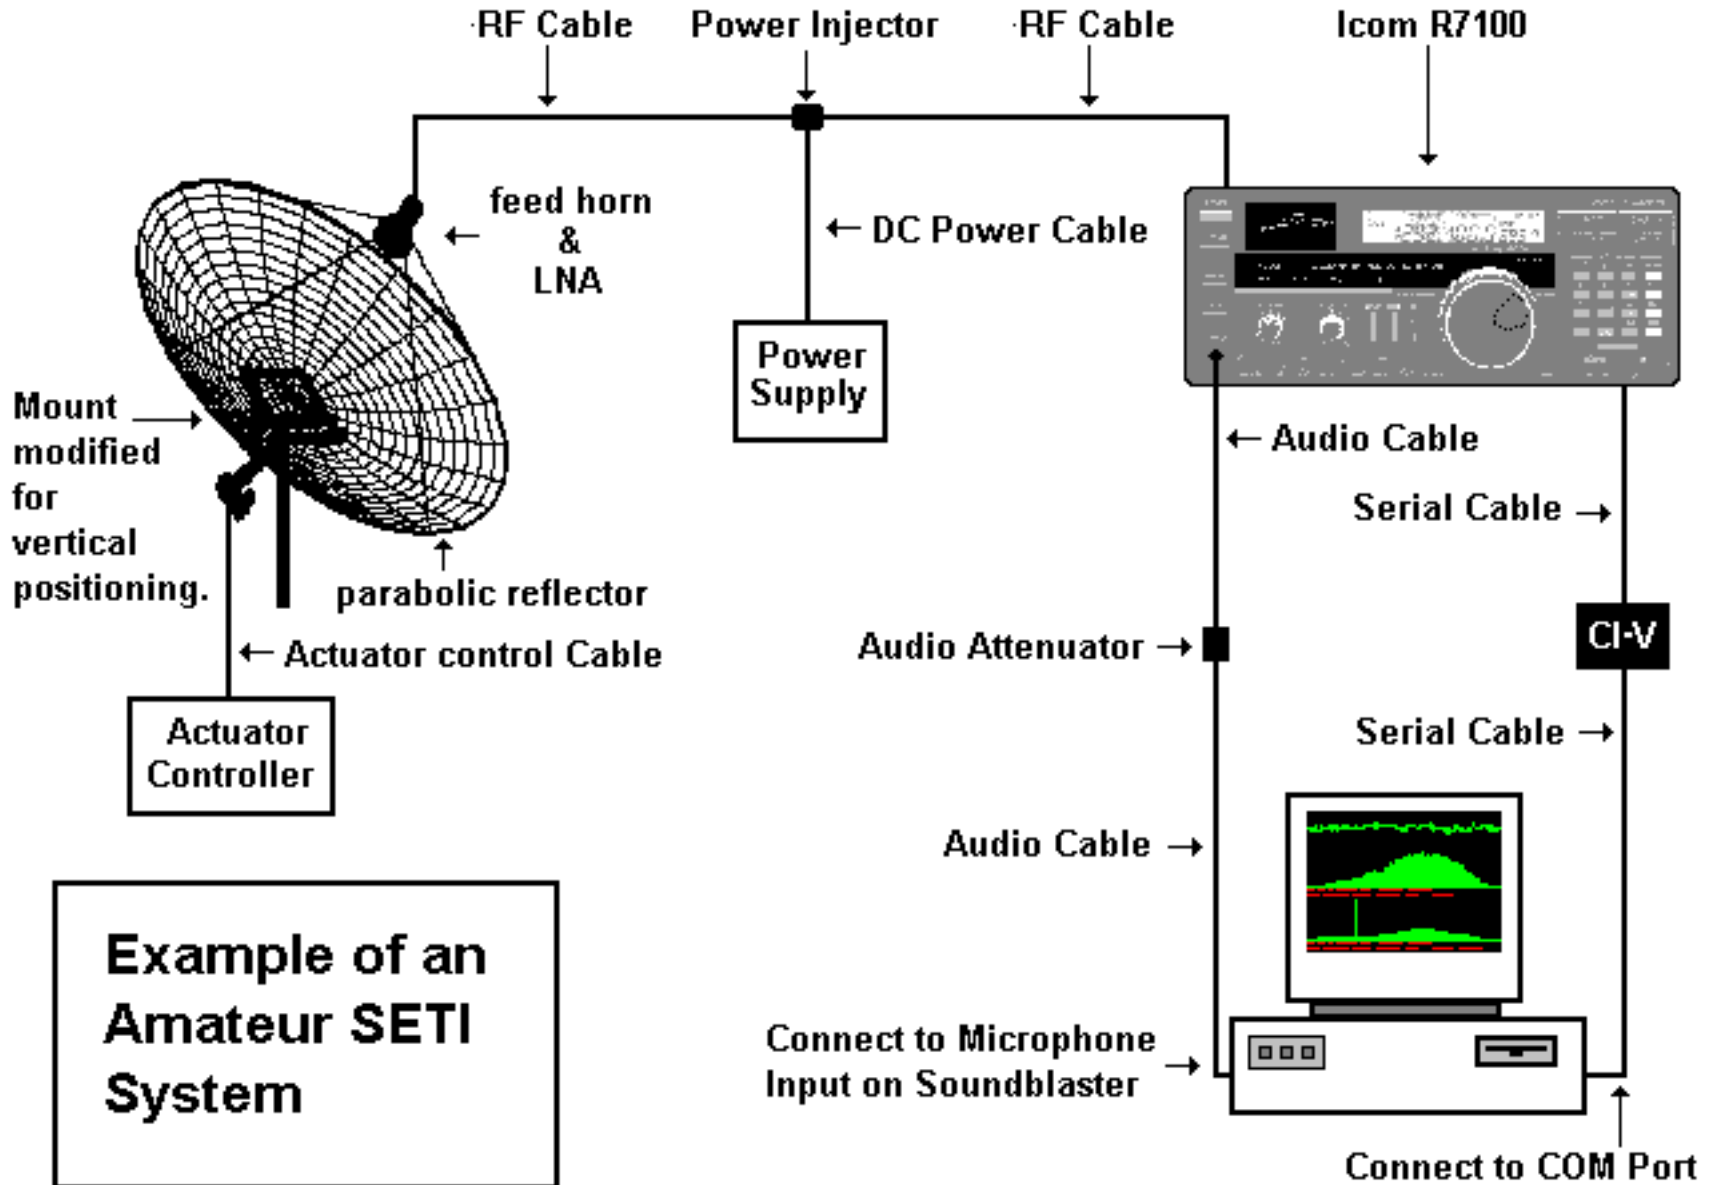 RF Cable
Power Injector
RF Cable
Icom R7100
feed horn
&
LNA
DC Power Cable
Power
Supply
Mount
modified
for
vertical
positioning.
parabolic reflector
Actuator control Cable
Actuator
Controller
Audio Cable
Serial Cable
Audio Attenuator
CI-V
Serial Cable
Audio Cable
Connect to Microphone
Input on Soundblaster
Connect to COM Port
Example of an
Amateur SETI
System